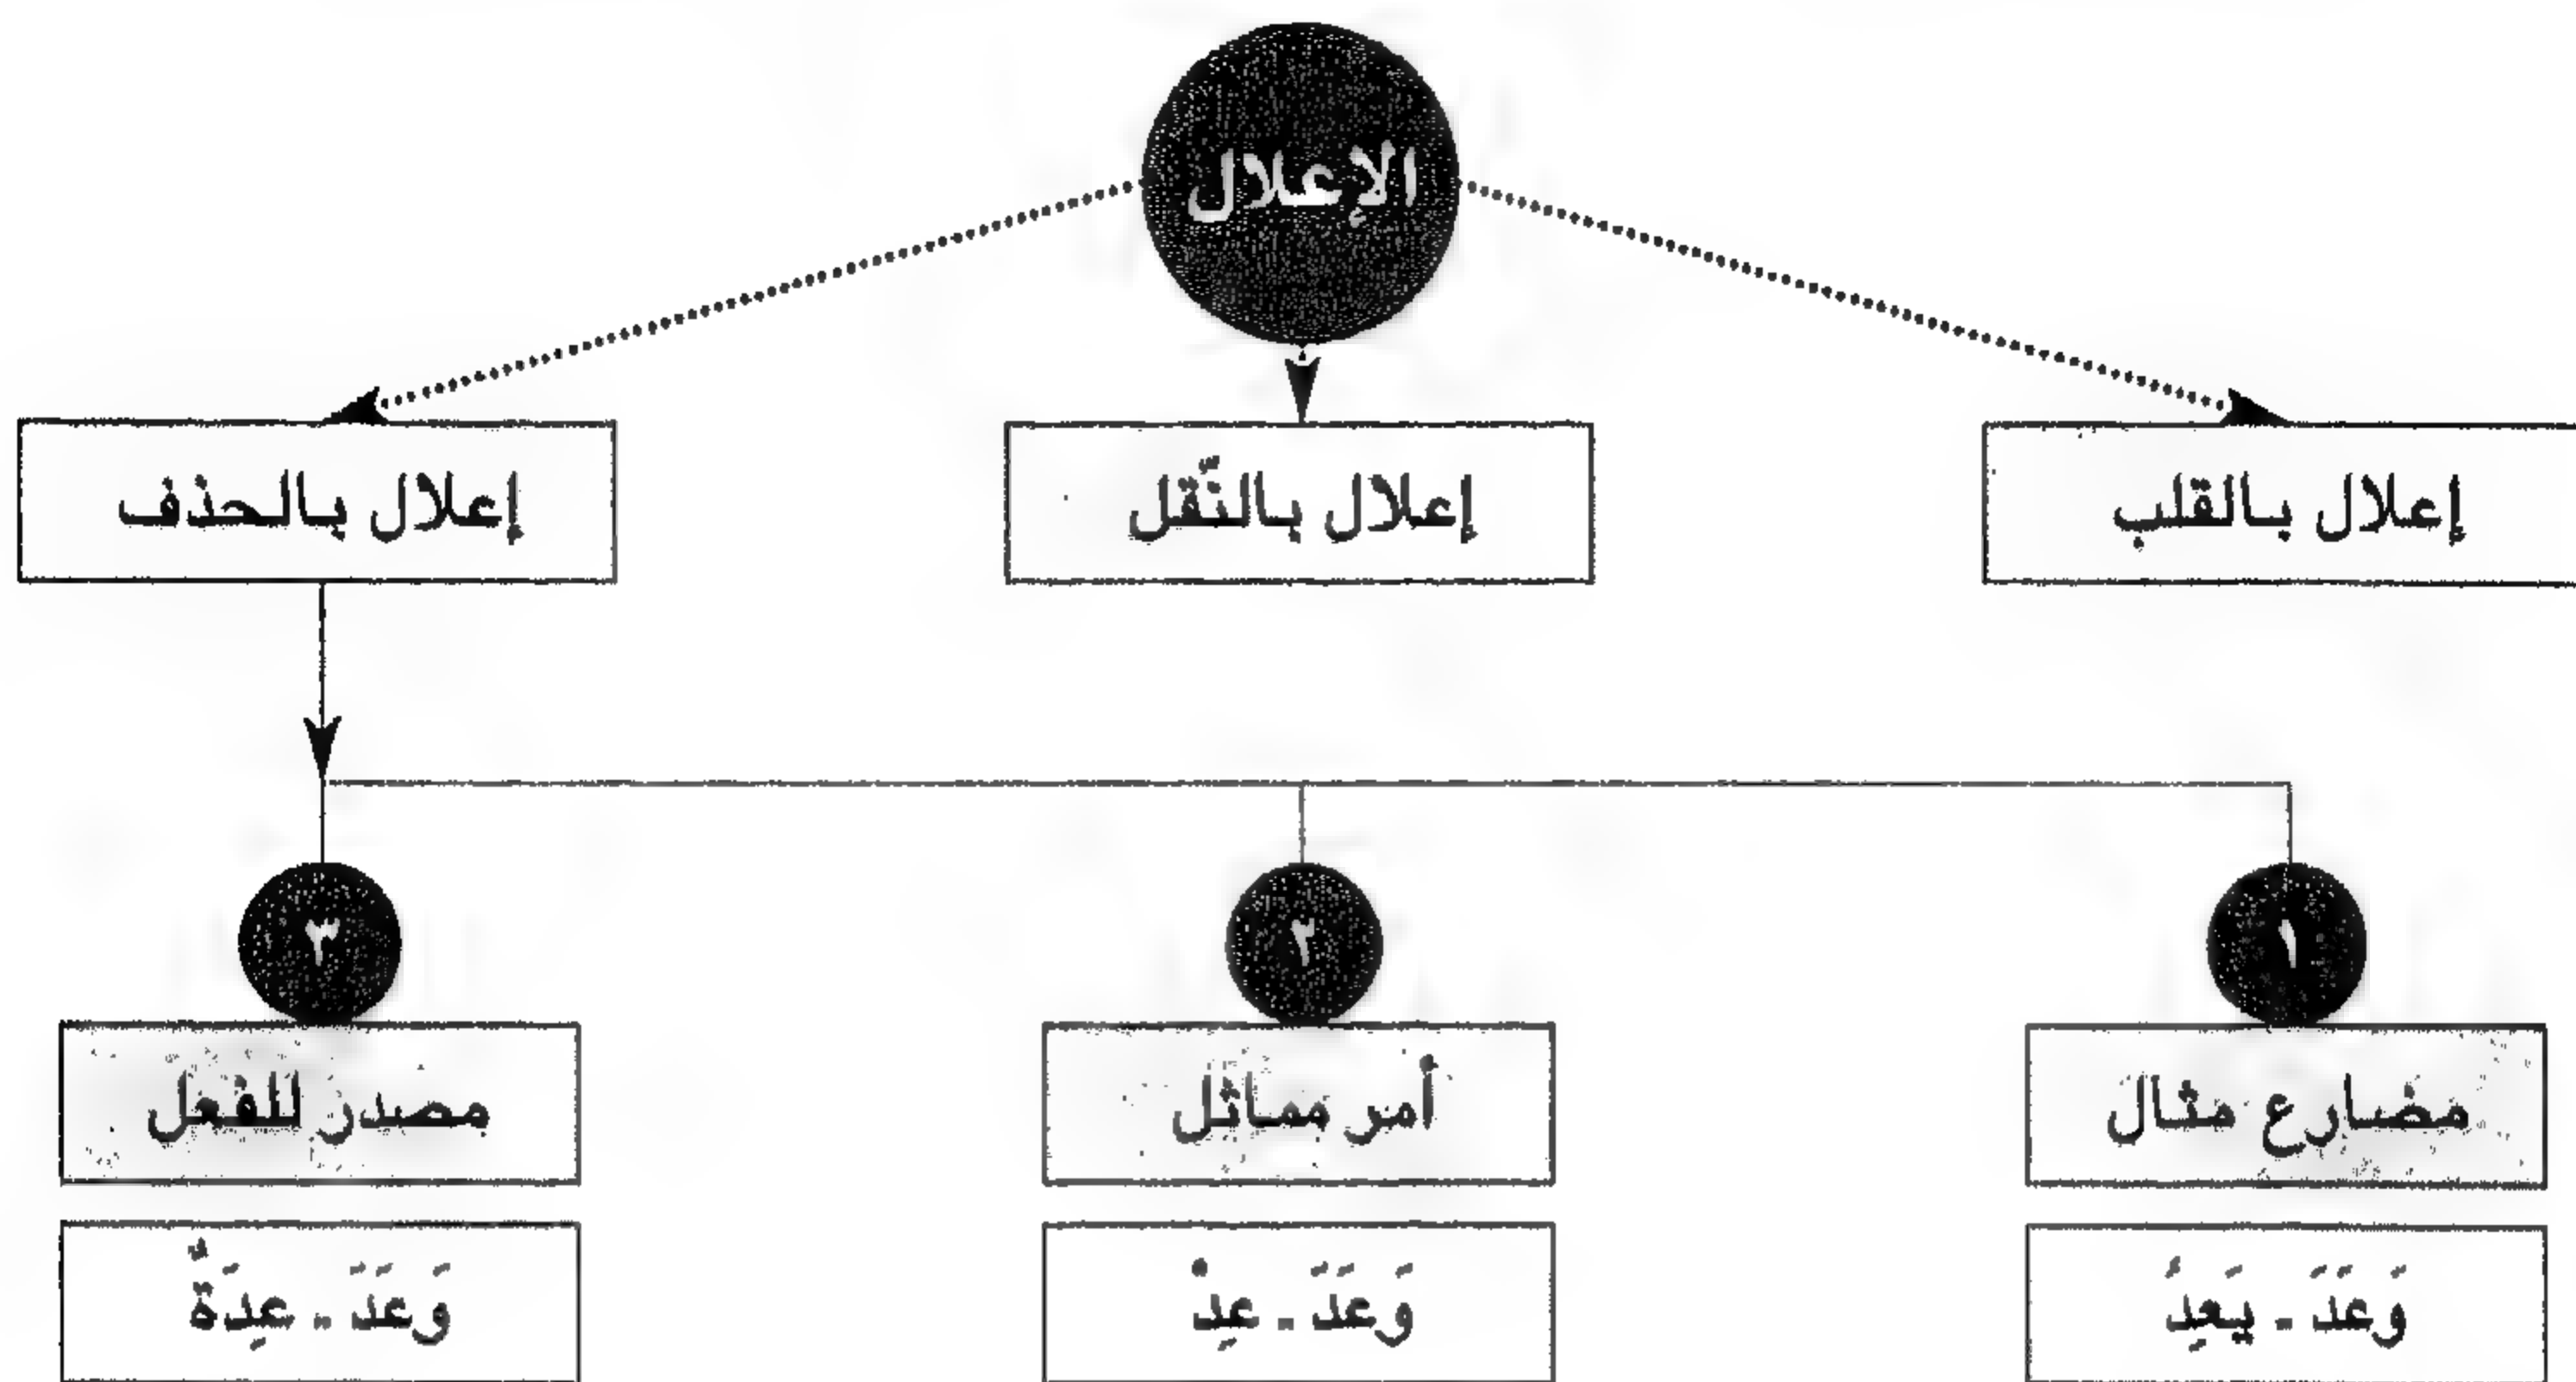 الإعلال
إعلال بالقلب
إعلال بالنّقل
إعلال بالحذف
١
٢
٣
مضارع مثال
أمر مماثل
مصدر للفعل
وَعَدَ - يَعِدُ
وَعَدَ - عِدْ
وَعَدَ - عِدَةٌ